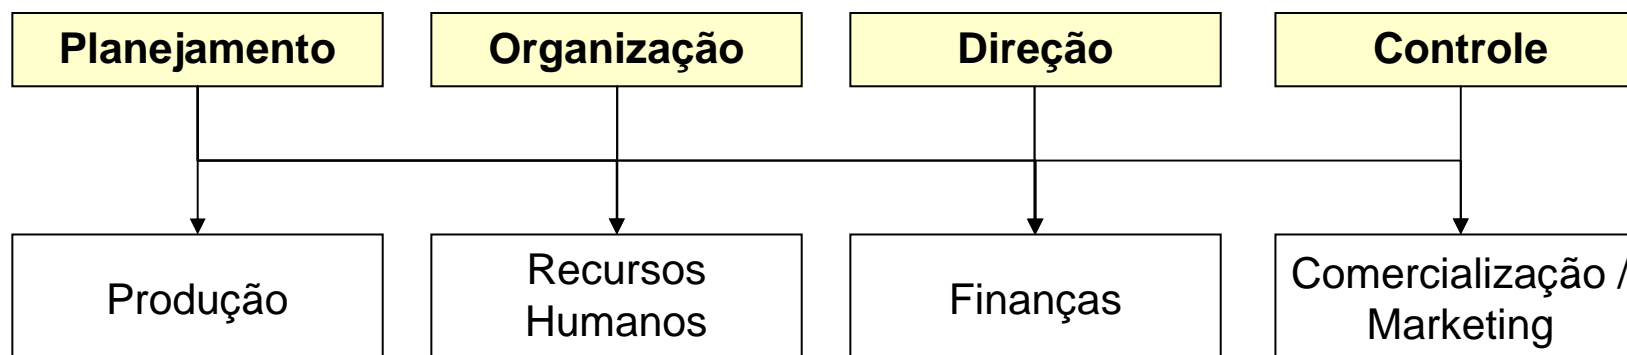 Planejamento
Organização
Direção
Controle
Produção
Recursos
Humanos
Finanças
Comercialização /
Marketing